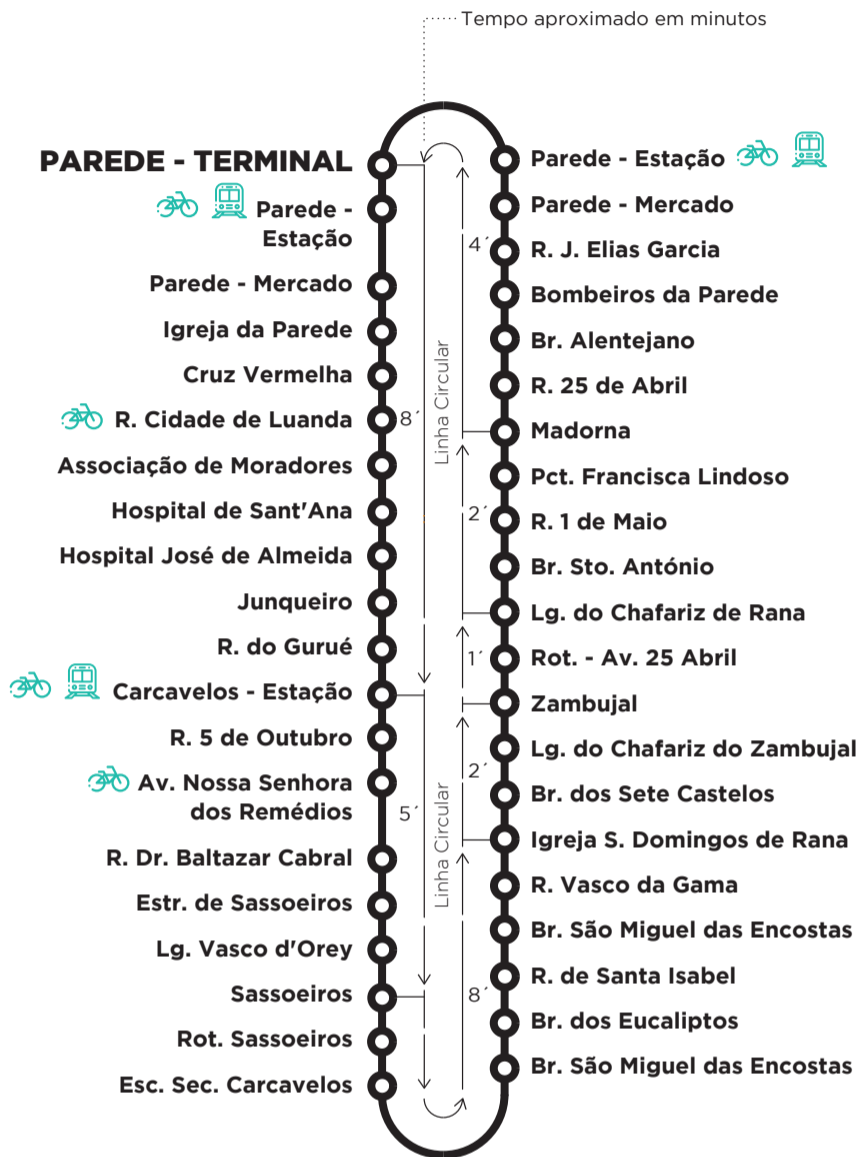 Tempo aproximado em minutos
PAREDE - TERMINAL
Parede -
Estação
Parede - Mercado
Igreja da Parede
Cruz Vermelha
R. Cidade de Luanda
Associação de Moradores
Hospital de Sant'Ana
Hospital José de Almeida
Junqueiro
R. do Gurué
Carcavelos - Estação
R. 5 de Outubro
Av. Nossa Senhora
dos Remédios
R. Dr. Baltazar Cabral
Estr. de Sassoeiros
Lg. Vasco d'Orey
Sassoeiros
Rot. Sassoeiros
Esc. Sec. Carcavelos
8´
5´
Linha Circular
Linha Circular
4´
2´
1´
2´
8´
Parede - Estação
Parede - Mercado
R. J. Elias Garcia
Bombeiros da Parede
Br. Alentejano
R. 25 de Abril
Madorna
Pct. Francisca Lindoso
R. 1 de Maio
Br. Sto. António
Lg. do Chafariz de Rana
Rot. - Av. 25 Abril
Zambujal
Lg. do Chafariz do Zambujal
Br. dos Sete Castelos
Igreja S. Domingos de Rana
R. Vasco da Gama
Br. São Miguel das Encostas
R. de Santa Isabel
Br. dos Eucaliptos
Br. São Miguel das Encostas